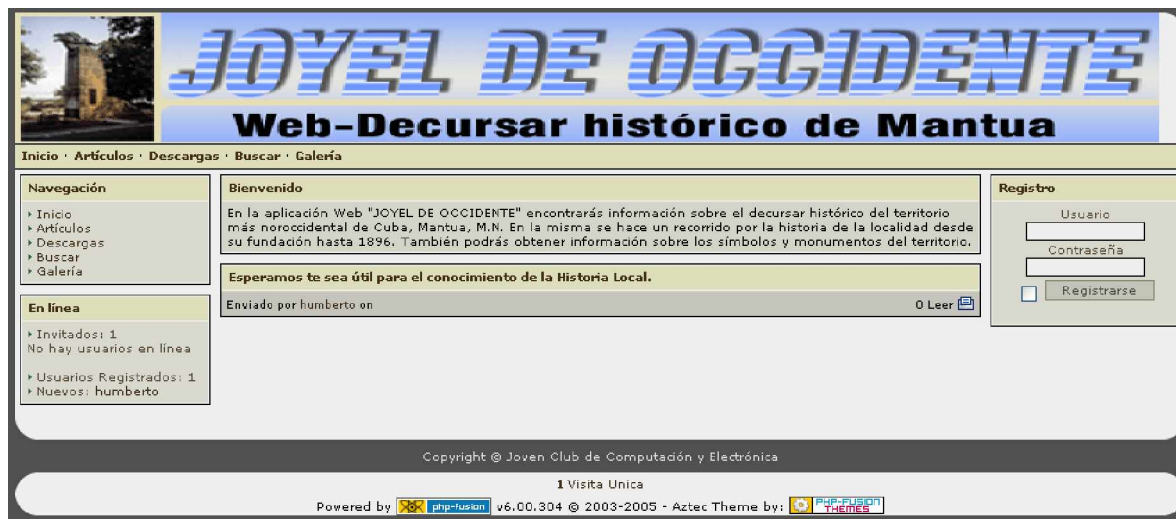 JOYEL DE OCCIDENTE
Web-Decursar histórico de Mantua
Inicio · Artículos · Descargas · Buscar · Galería
Navegación
Inicio
Artículos
Descargas
Buscar
Galería
En línea
Invitados: 1
No hay usuarios en línea
Usuarios Registrados: 1
Nuevos: humberto
Bienvenido
En la aplicación Web "JOYEL DE OCCIDENTE" encontrarás información sobre el decursar histórico del territorio
más noroccidental de Cuba, Mantua, M.N. En la misma se hace un recorrido por la historia de la localidad desde
su fundación hasta 1896. También podrás obtener información sobre los símbolos y monumentos del territorio.
Esperamos te sea útil para el conocimiento de la Historia Local.
Enviado por humberto on 0 Leer
Registro
Usuario
Contraseña
Registrarse
Copyright © Joven Club de Computación y Electrónica
1 Visita Unica
Powered by php-fusion v6.00.304 © 2003-2005 - Aztec Theme by: PHP-FUSION THEMES